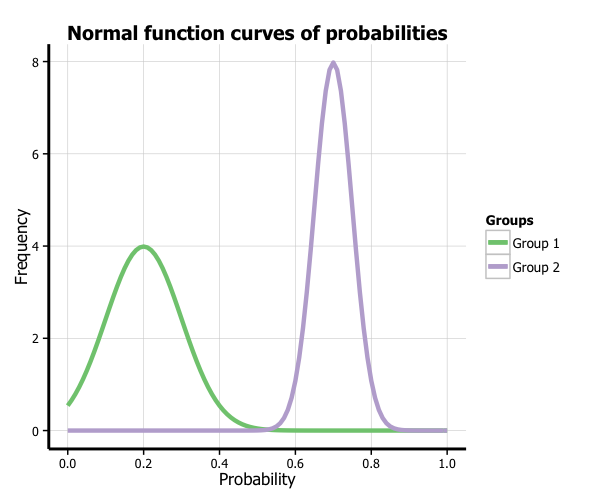 Normal function curves of probabilities
Frequency
8
6
4
2
0
0.0 0.2 0.4 0.6 0.8 1.0
Probability
Groups
Group 1
Group 2